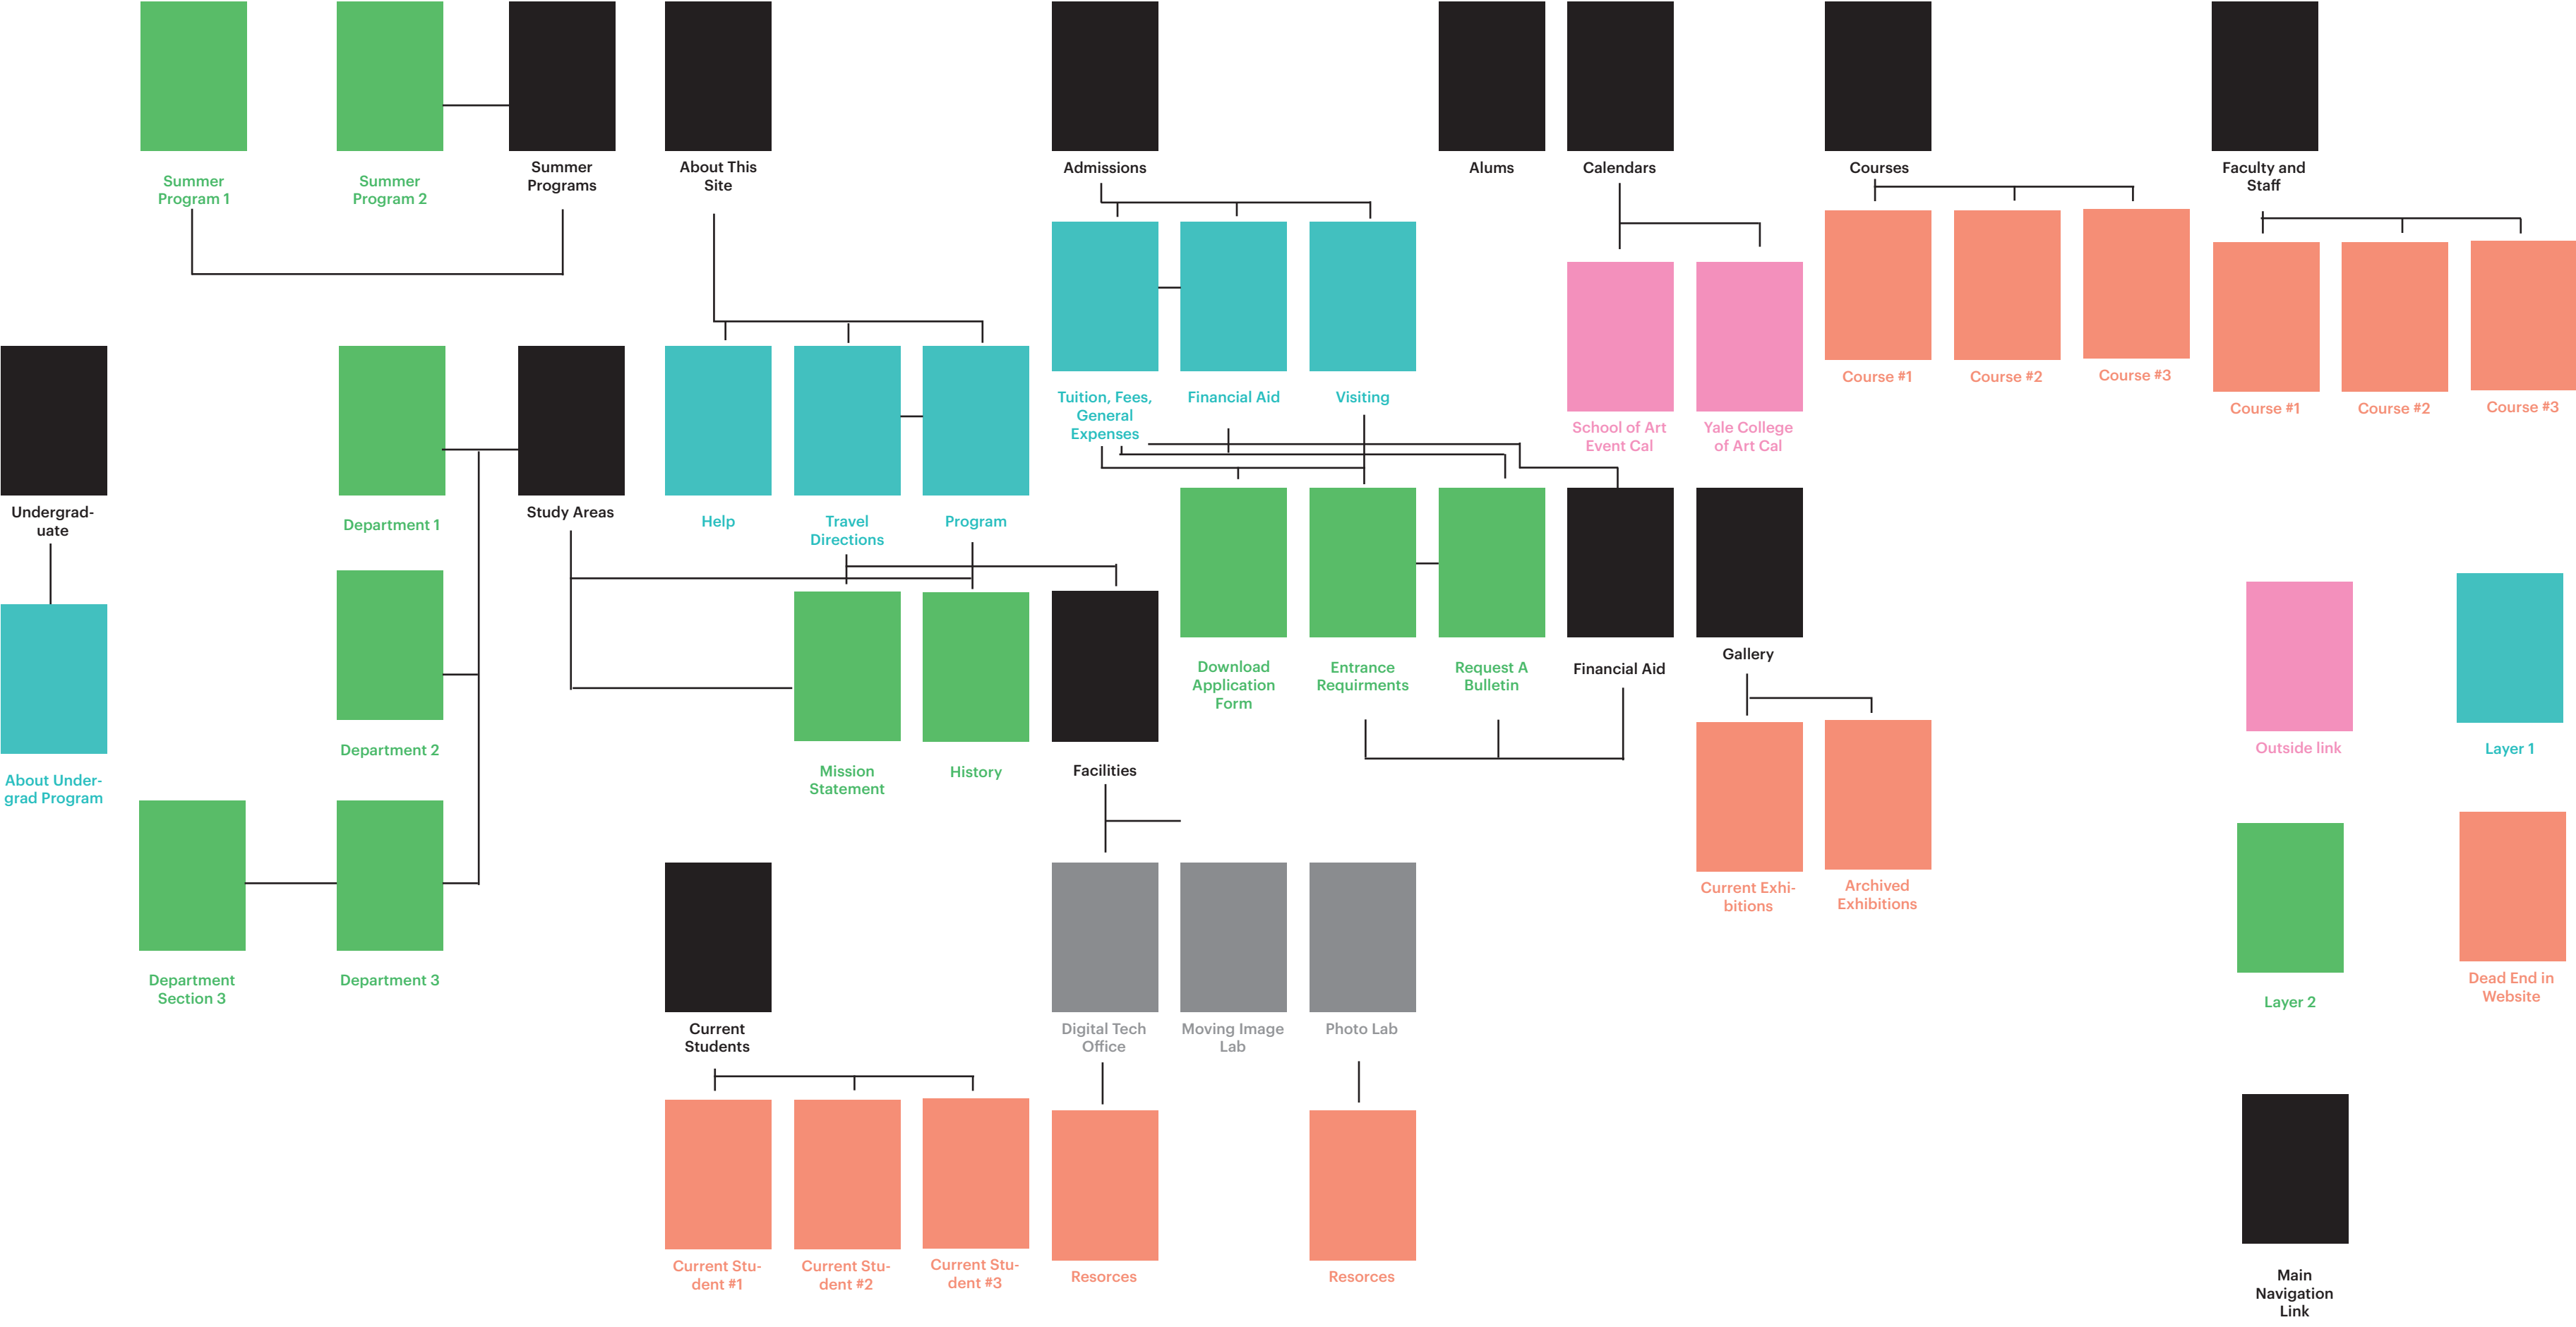 Summer
Program 1
Summer
Program 2
Summer
Programs
About This
Site
Admissions
Alums
Calendars
Courses
Faculty and
Staff
Tuition, Fees,
General
Expenses
Financial Aid
Visiting
School of Art
Event Cal
Yale College
of Art Cal
Course #1
Course #2
Course #3
Course #1
Course #2
Course #3
Undergrad-
uate
Department 1
Study Areas
Help
Travel
Directions
Program
About Under-
grad Program
Department 2
Mission
Statement
History
Facilities
Download
Application
Form
Entrance
Requirments
Request A
Bulletin
Financial Aid
Gallery
Outside link
Layer 1
Department
Section 3
Department 3
Current
Students
Digital Tech
Office
Moving Image
Lab
Photo Lab
Current Exhi-
bitions
Archived
Exhibitions
Layer 2
Dead End in
Website
Current Stu-
dent #1
Current Stu-
dent #2
Current Stu-
dent #3
Resorces
Resorces
Main
Navigation
Link